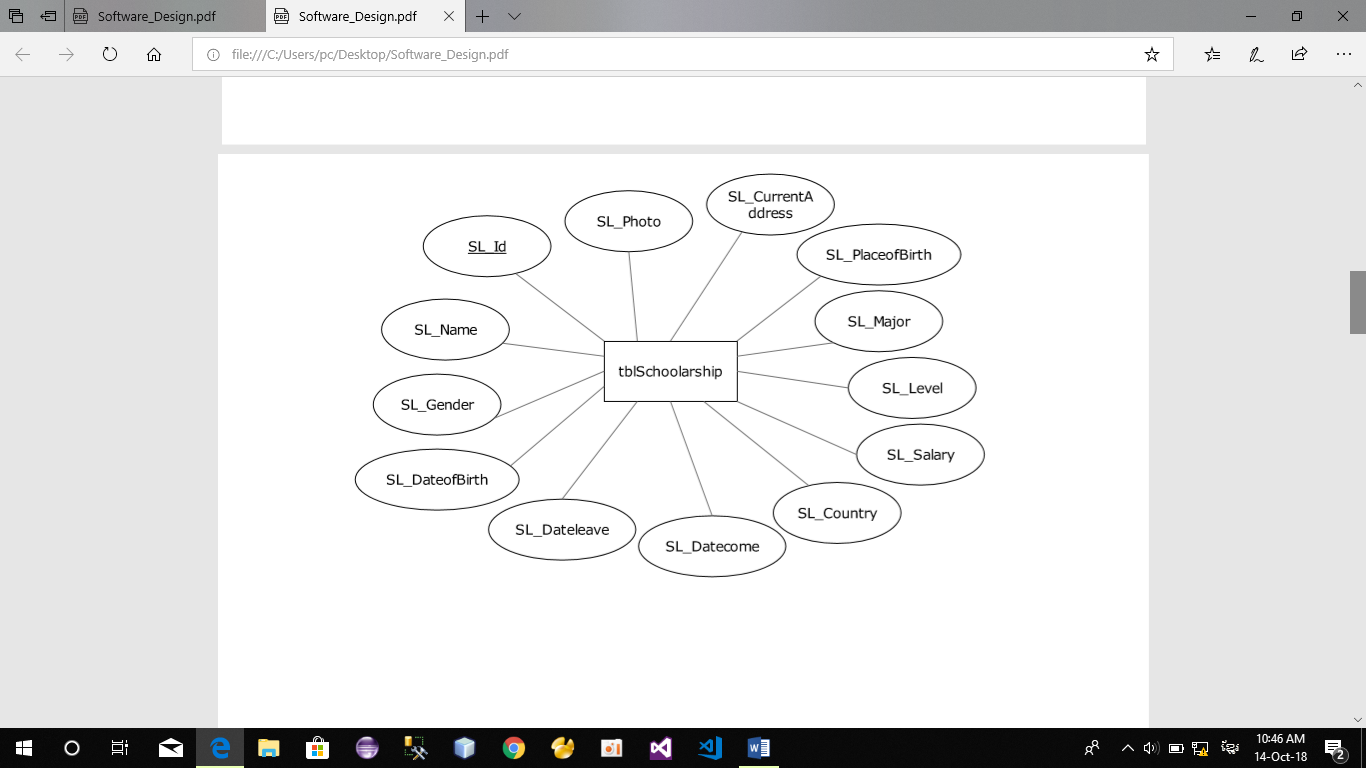 Software_Design.pdf
Software_Design.pdf
file:///C:/Users/pc/Desktop/Software_Design.pdf
SL_CurrentA
ddress
SL_Photo
SL_Id
SL_PlaceofBirth
SL_Major
SL_Name
tblSchoolarship
SL_Level
SL_Gender
SL_Salary
SL_DateofBirth
SL_Country
SL_Dateleave
SL_Datecome
10:46 AM
14-Oct-18
2